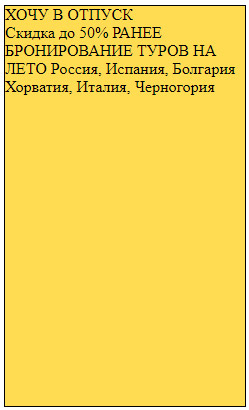 ХОЧУ В ОТПУСК
Скидка до 50% РАНЕЕ
БРОНИРОВАНИЕ ТУРОВ НА
ЛЕТО Россия, Испания, Болгария
Хорватия, Италия, Черногория